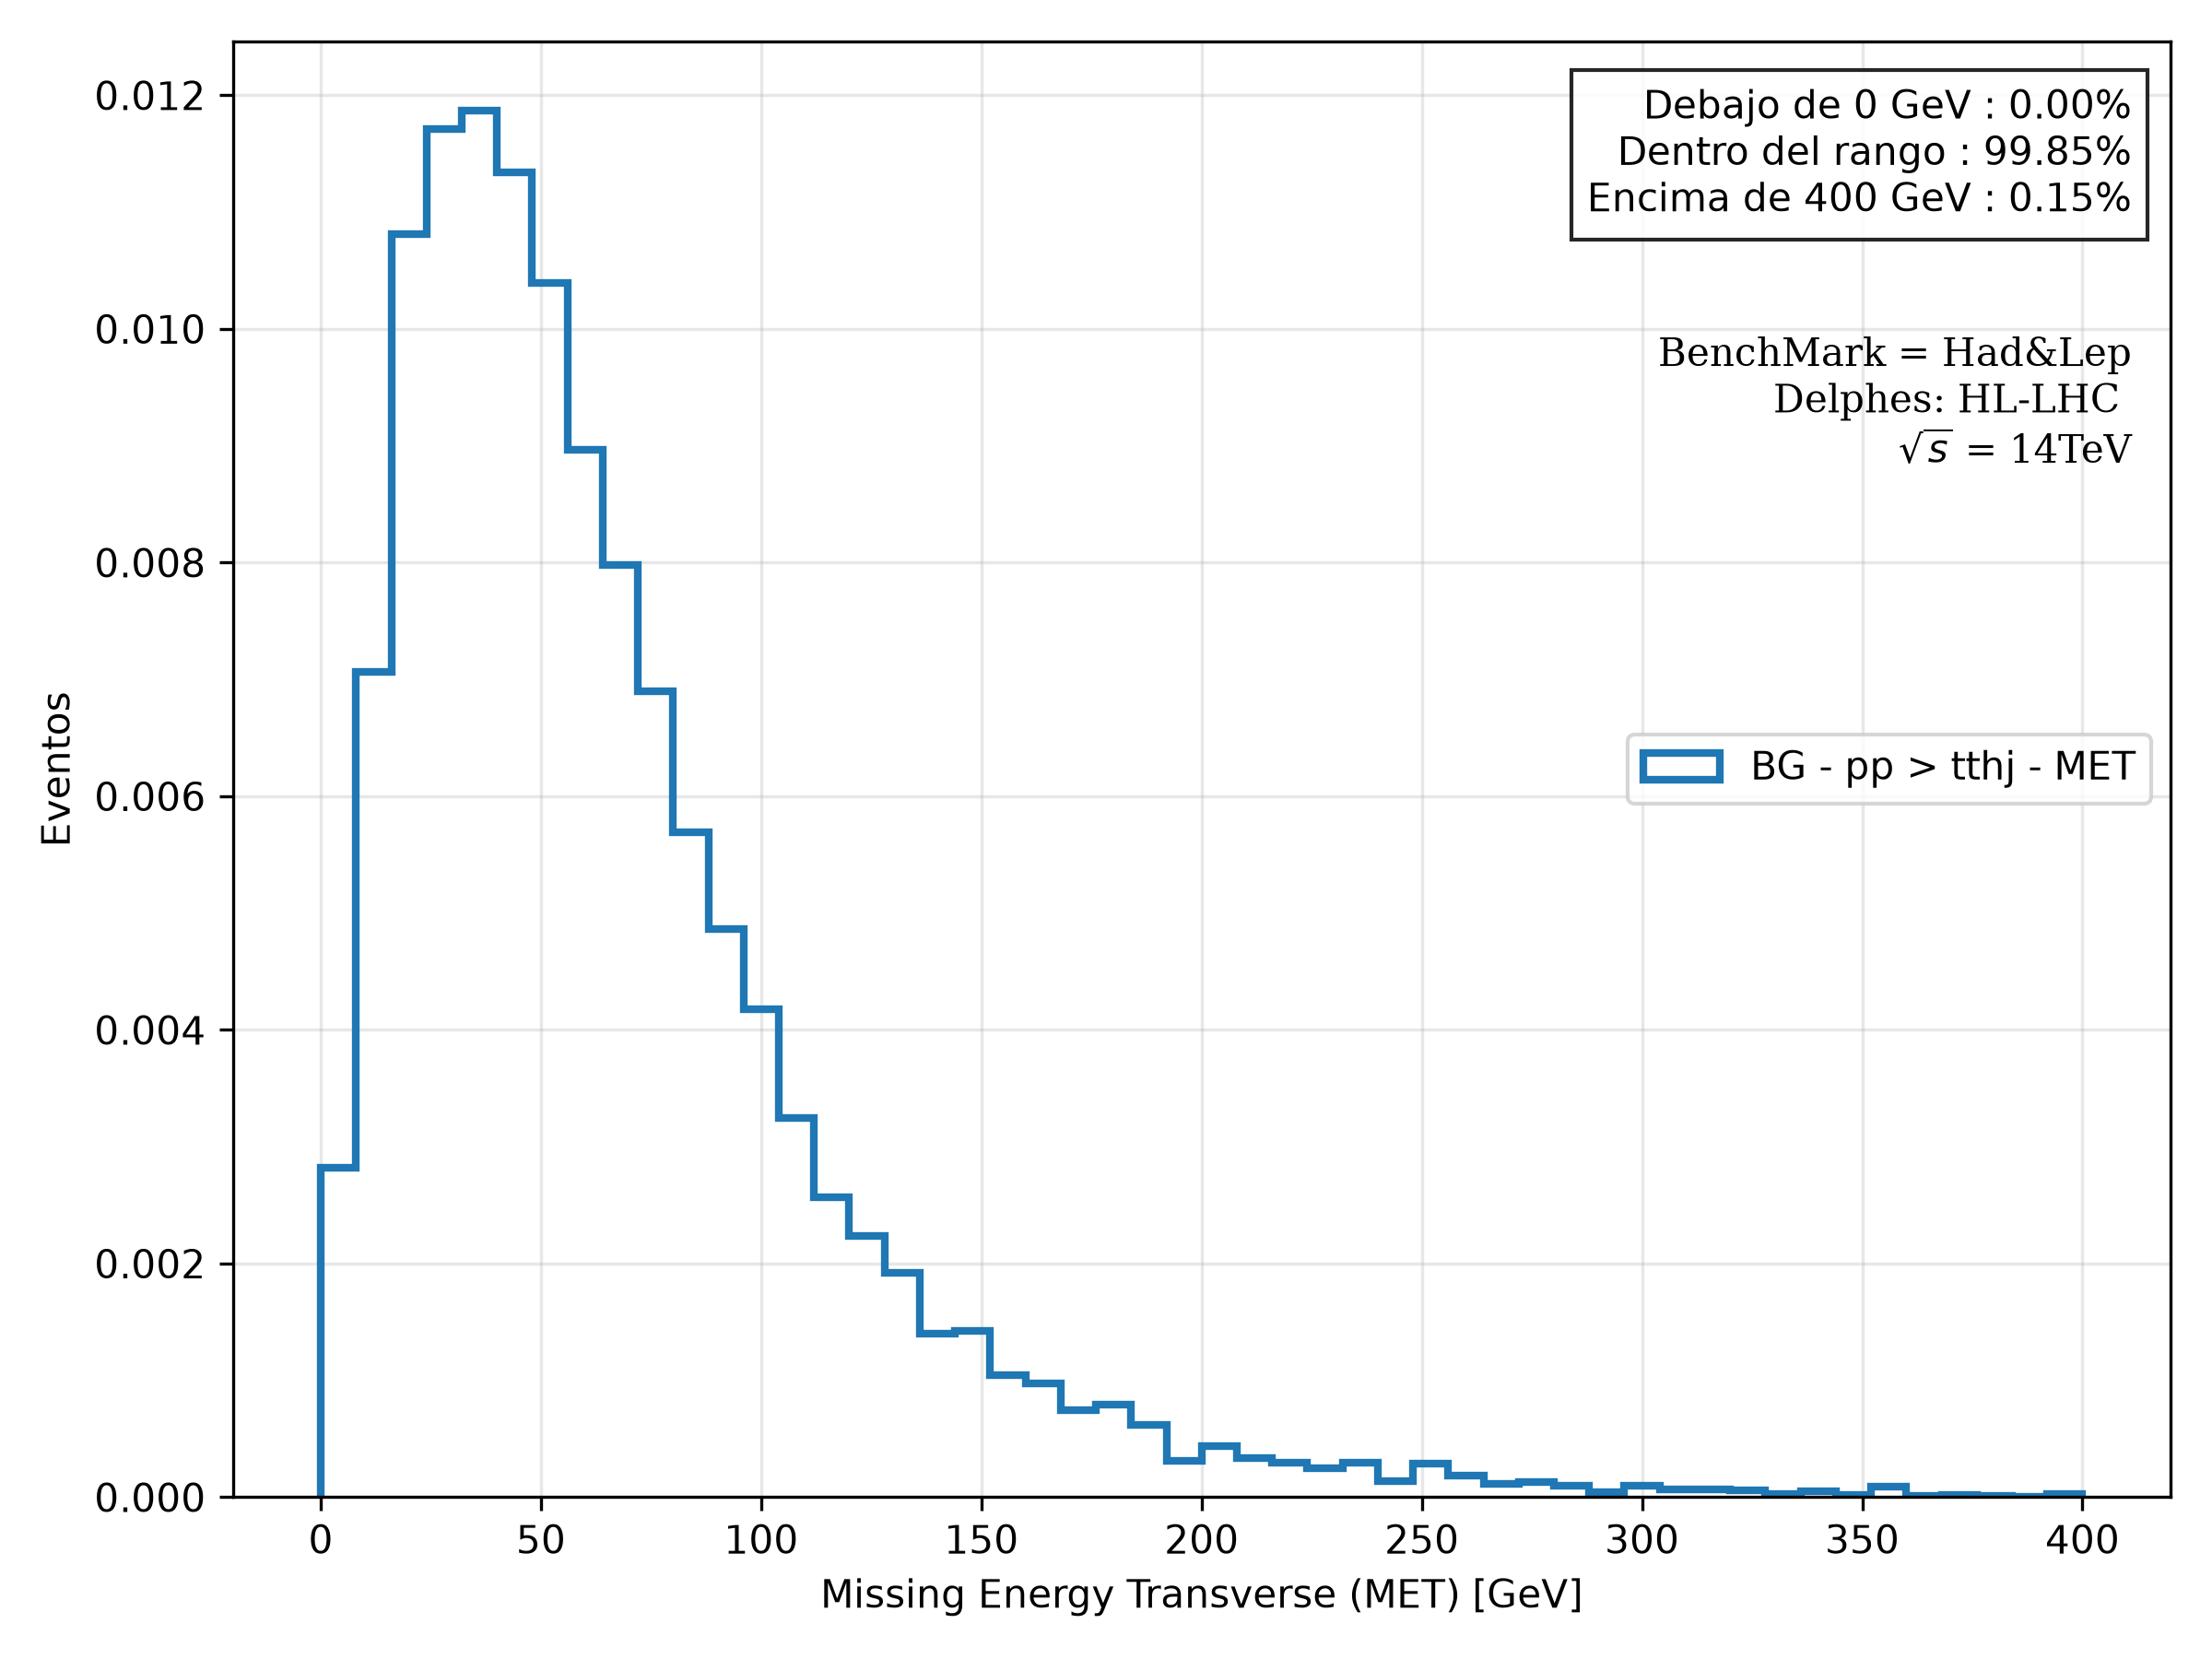 Debajo de 0 GeV : 0.00%
Dentro del rango : 99.85%
Encima de 400 GeV : 0.15%
BenchMark = Had&Lep
Delphes: HL-LHC
√s = 14TeV
BG - pp > tthj - MET
Eventos
0.012
0.010
0.008
0.006
0.004
0.002
0.000
0 50 100 150 200 250 300 350 400
Missing Energy Transverse (MET) [GeV]